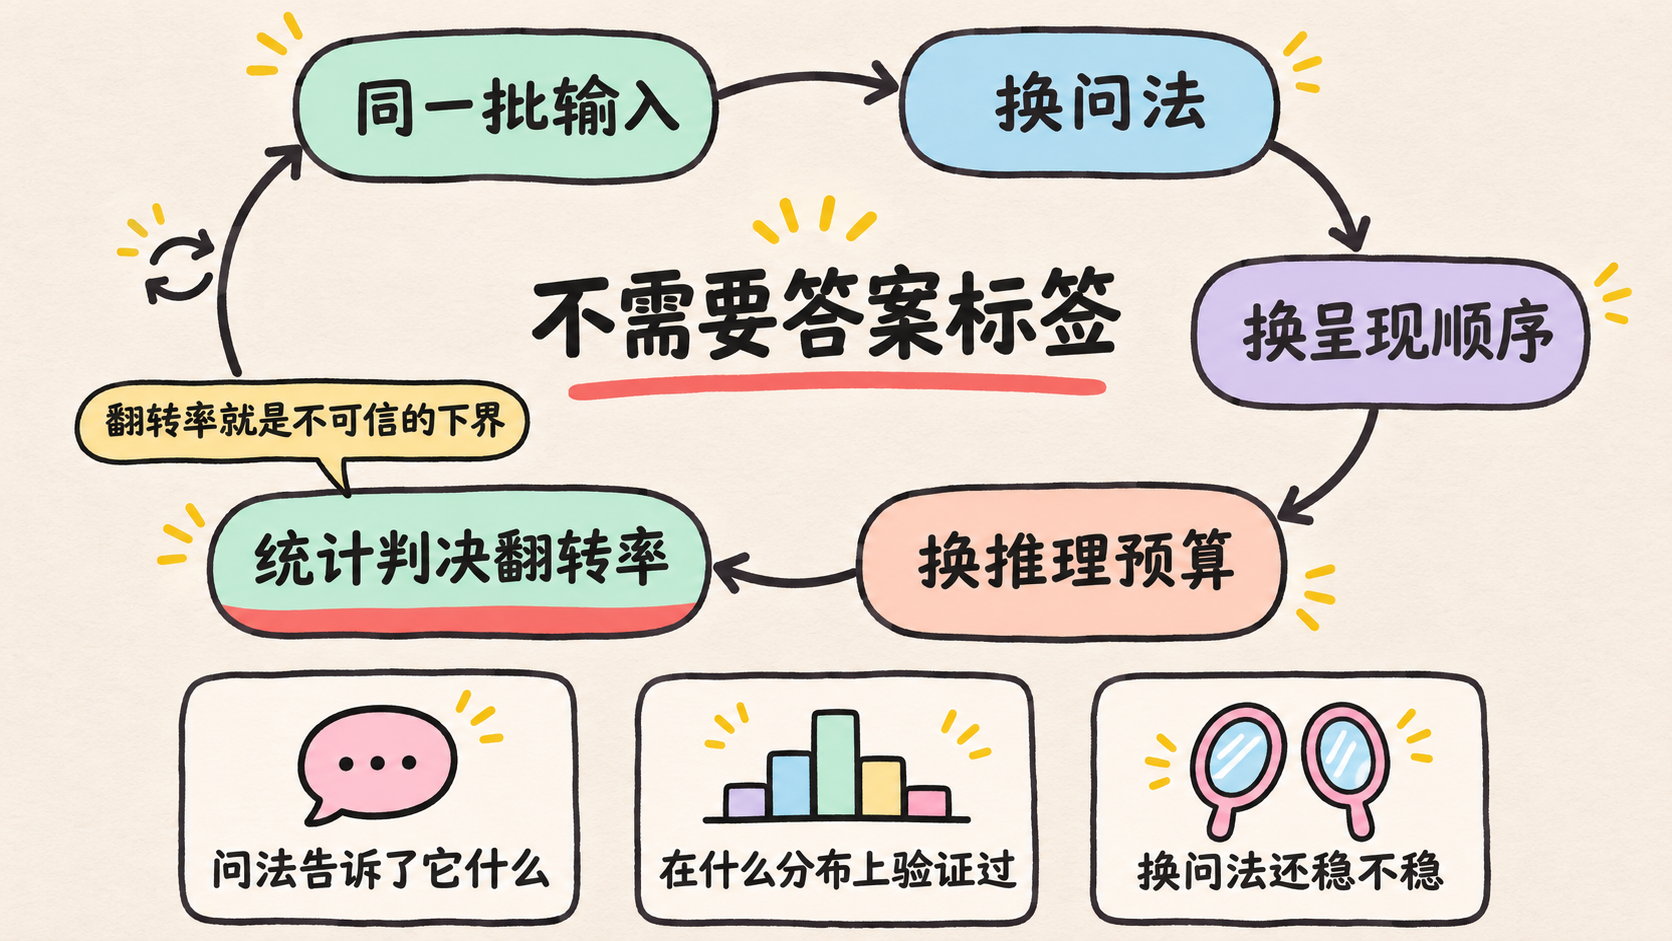 同一批输入
换问法
不需要答案标签
换呈现顺序
翻转率就是不可信的下界
统计判决翻转率
换推理预算
问法告诉了它什么
在什么分布上验证过
换问法还稳不稳